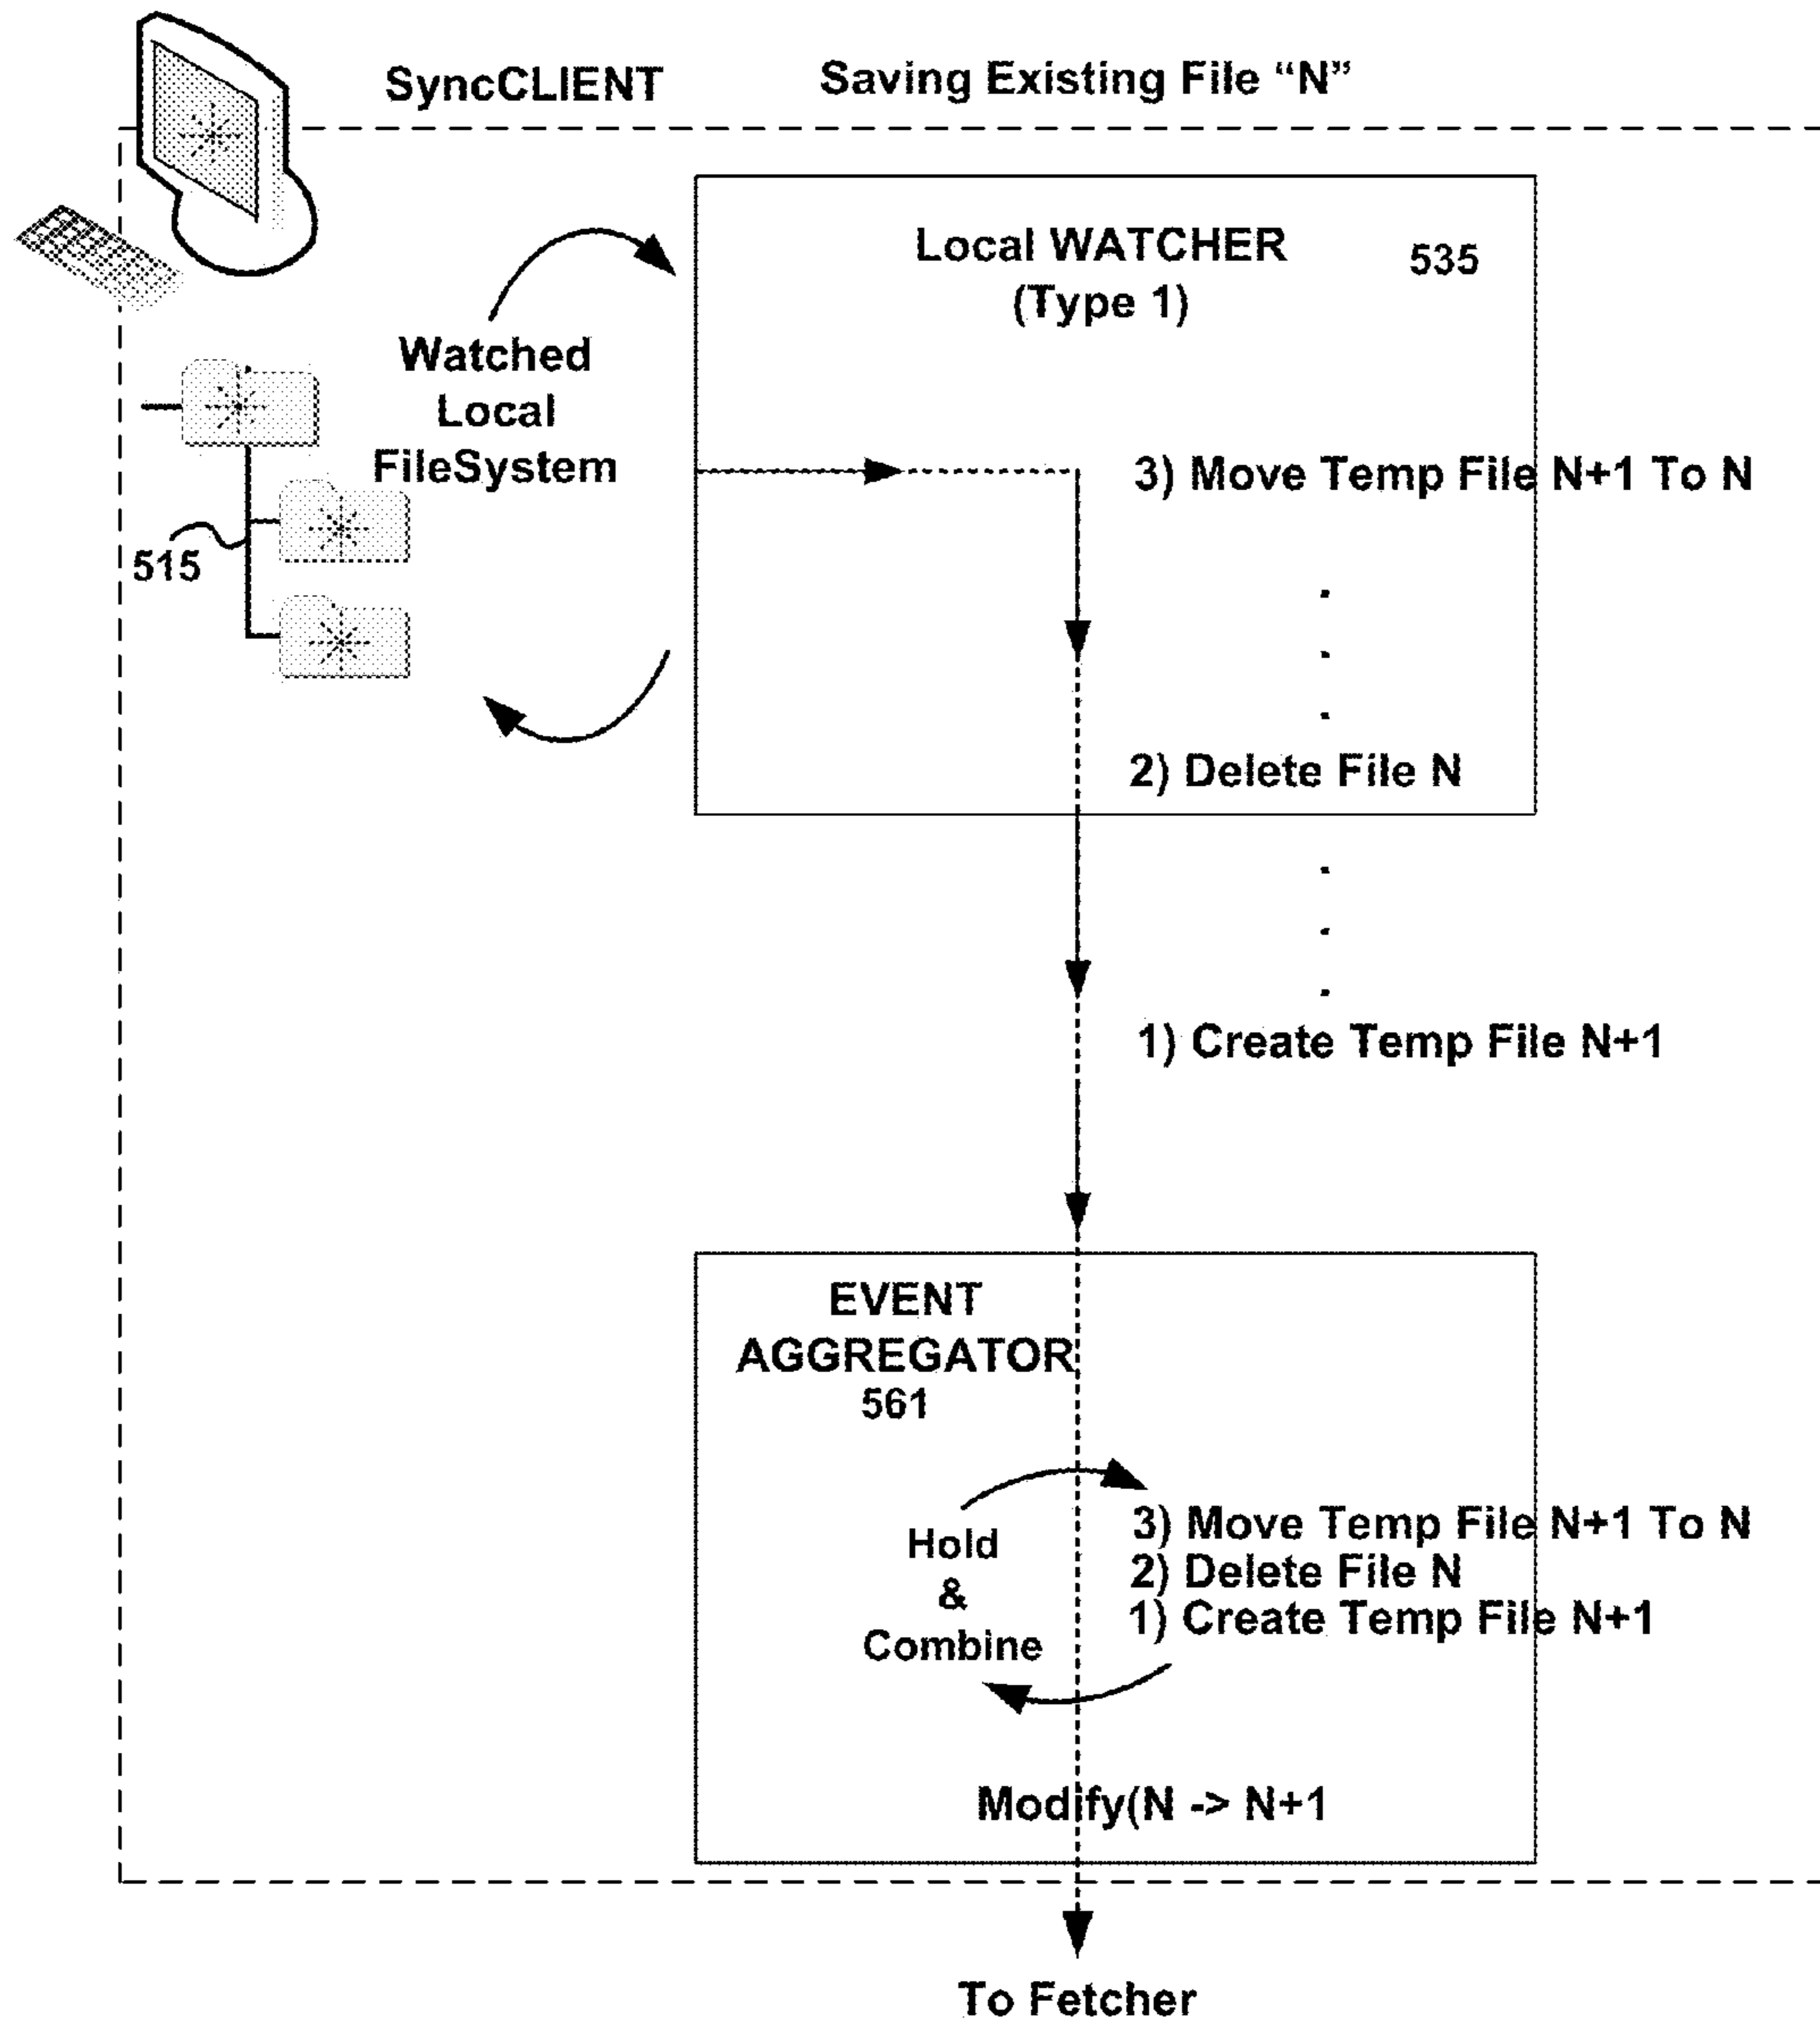 SyncCLIENT
Saving Existing File “N”
Local WATCHER
535
(Type 1)
Watched
Local
FileSystem
3) Move Temp File N+1 To N
515
2) Delete File N
1) Create Temp File N+1
EVENT
AGGREGATOR
561
Hold
&
Combine
3) Move Temp File N+1 To N
2) Delete File N
1) Create Temp File N+1
Modify(N -> N+1
To Fetcher